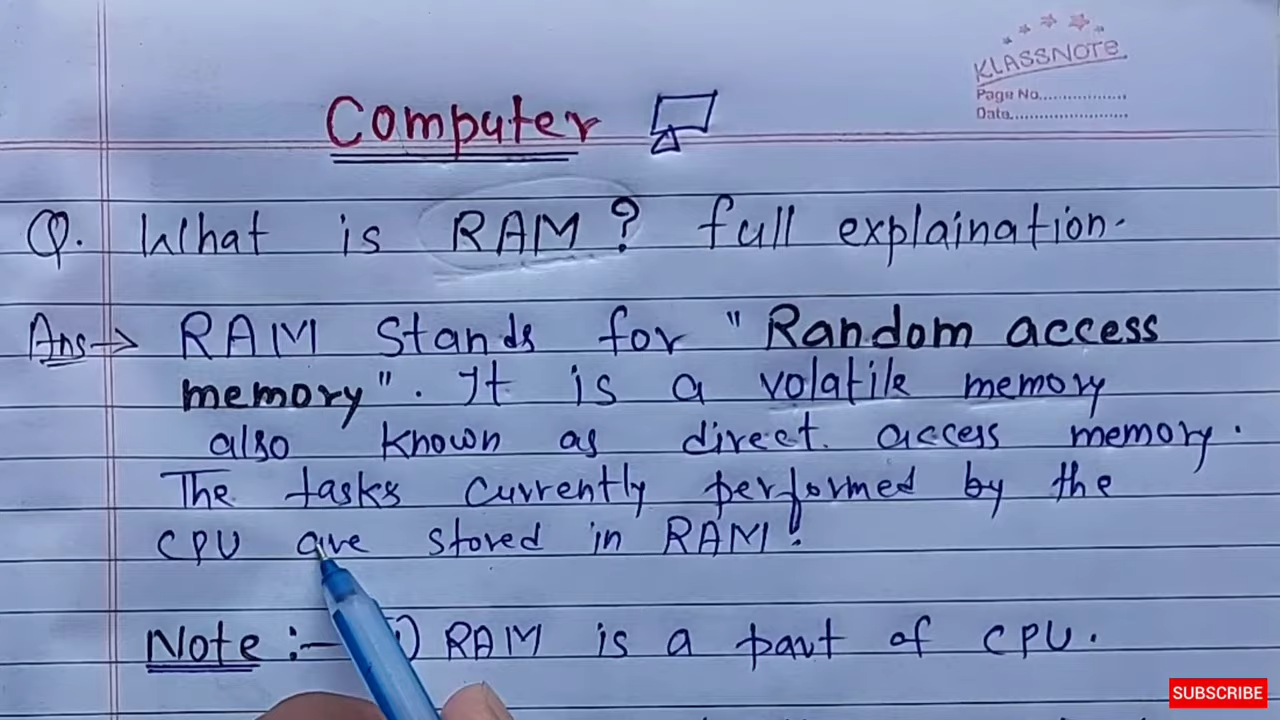 KLASSNOTE
Page No.................
Date........................
Computer
Q. What is RAM? full explaination.
Ans→ RAM stands for "Random access
memory". It is a volatile memory
also known as direct access memory.
The tasks currently performed by the
CPU are stored in RAM.
Note :- 1) RAM is a part of CPU.
SUBSCRIBE